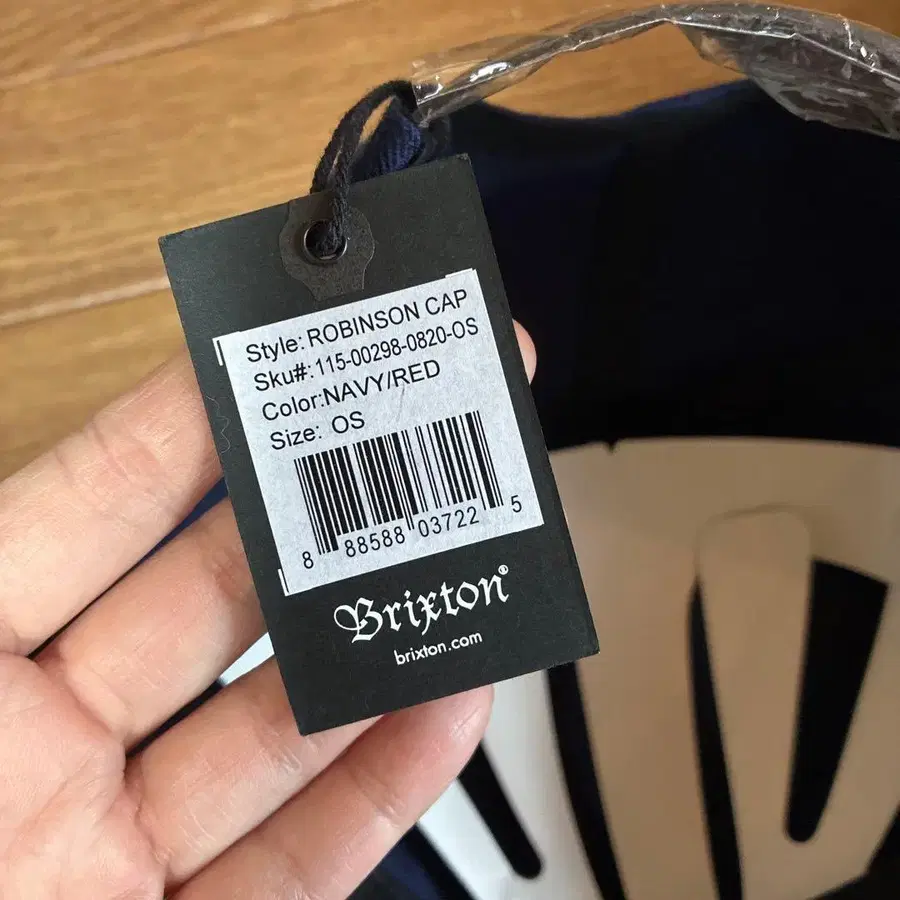 Style: ROBINSON CAP
Sku#: 115-00298-0820-OS
Color:NAVY/RED
Size: OS
8 88588 03722 5
Brixton®
brixton.com